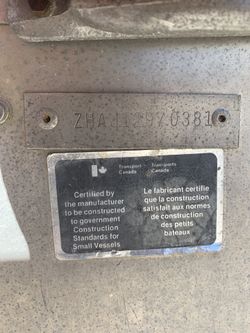 Transport Transports
Canada Canada
Certified by
the manufacturer
to be constructed
to government
Construction
Standards for
Small Vessels
Le fabricant certifie
que la construction
satisfait aux normes
de construction
des petits
bateaux